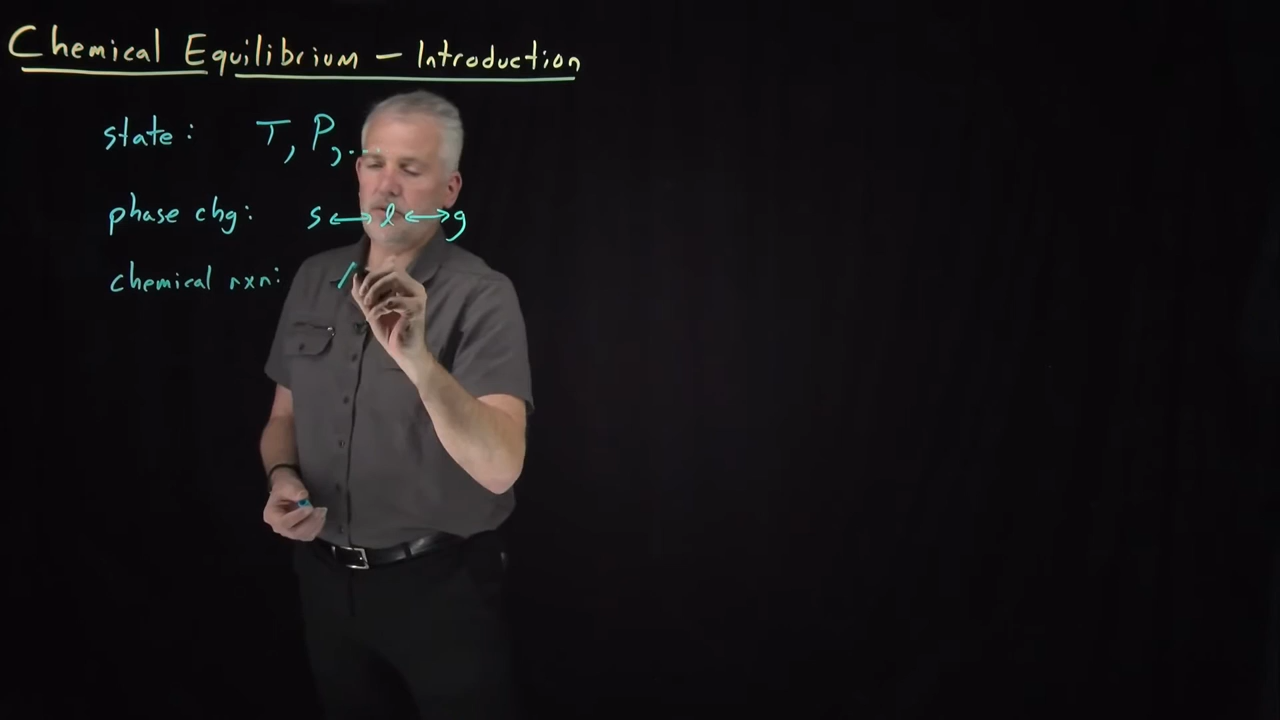 Chemical Equilibrium – Introduction
state: T, P, ...
phase chg: s ⟷ l ⟷ g
chemical rxn: